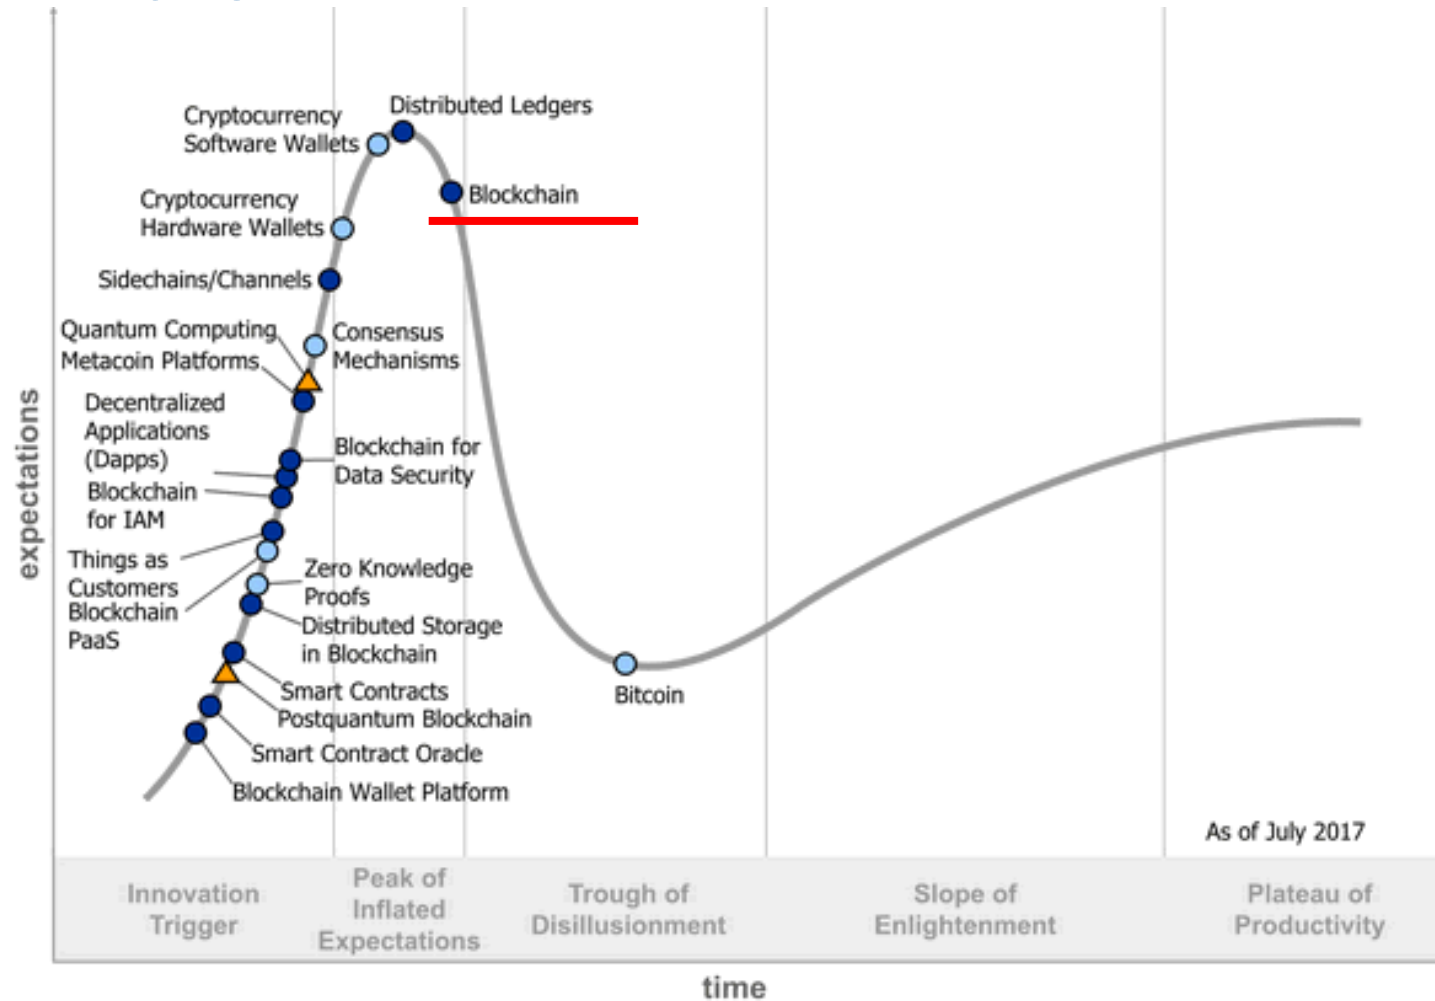 Distributed Ledgers
Cryptocurrency
Software Wallets
Blockchain
Cryptocurrency
Hardware Wallets
Sidechains/Channels
Quantum Computing
Metacoin Platforms
Consensus
Mechanisms
Decentralized
Applications
(Dapps)
Blockchain for
Data Security
Blockchain
for IAM
Things as
Customers
Blockchain
PaaS
Zero Knowledge
Proofs
Distributed Storage
in Blockchain
Smart Contracts
Postquantum Blockchain
Smart Contract Oracle
Blockchain Wallet Platform
Bitcoin
As of July 2017
expectations
Innovation
Trigger
Peak of
Inflated
Expectations
Trough of
Disillusionment
Slope of
Enlightenment
Plateau of
Productivity
time